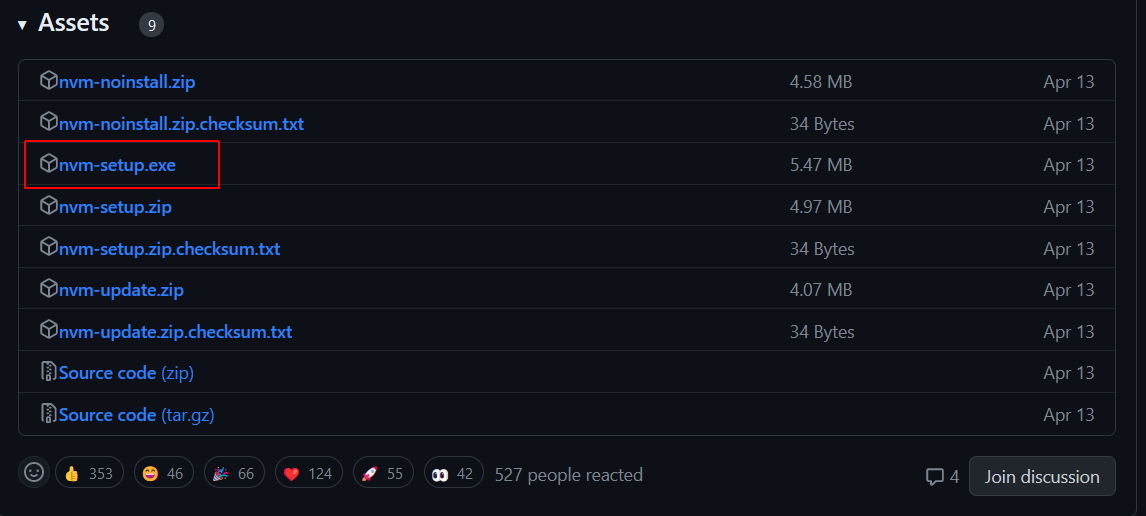 Assets 9
nvm-noinstall.zip 4.58 MB Apr 13
nvm-noinstall.zip.checksum.txt 34 Bytes Apr 13
nvm-setup.exe 5.47 MB Apr 13
nvm-setup.zip 4.97 MB Apr 13
nvm-setup.zip.checksum.txt 34 Bytes Apr 13
nvm-update.zip 4.07 MB Apr 13
nvm-update.zip.checksum.txt 34 Bytes Apr 13
Source code (zip) Apr 13
Source code (tar.gz) Apr 13
353 46 66 124 55 42 527 people reacted 4 Join discussion